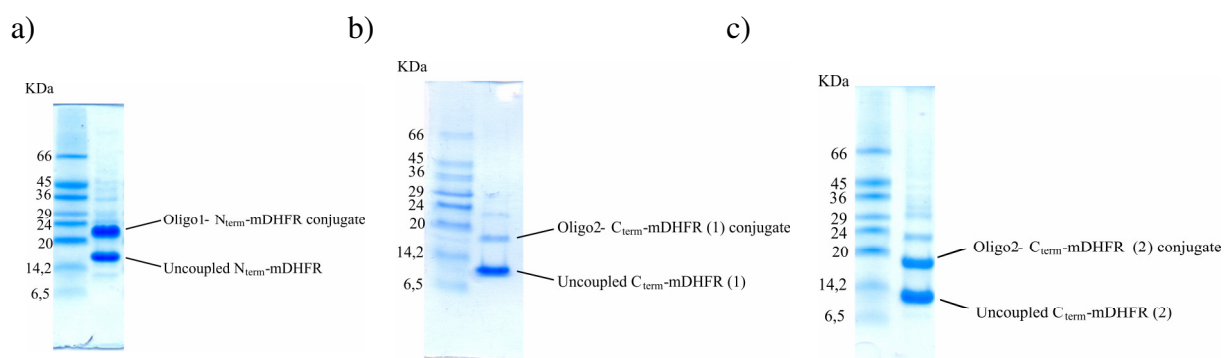 a)
KDa
66
45
36
29
24
20
14,2
6,5
Oligo1- Nterm-mDHFR conjugate
Uncoupled Nterm-mDHFR
b)
KDa
66
45
36
29
24
20
14,2
6,5
Oligo2- Cterm-mDHFR (1) conjugate
Uncoupled Cterm-mDHFR (1)
c)
KDa
66
45
36
29
24
20
14,2
6,5
Oligo2- Cterm-mDHFR (2) conjugate
Uncoupled Cterm-mDHFR (2)